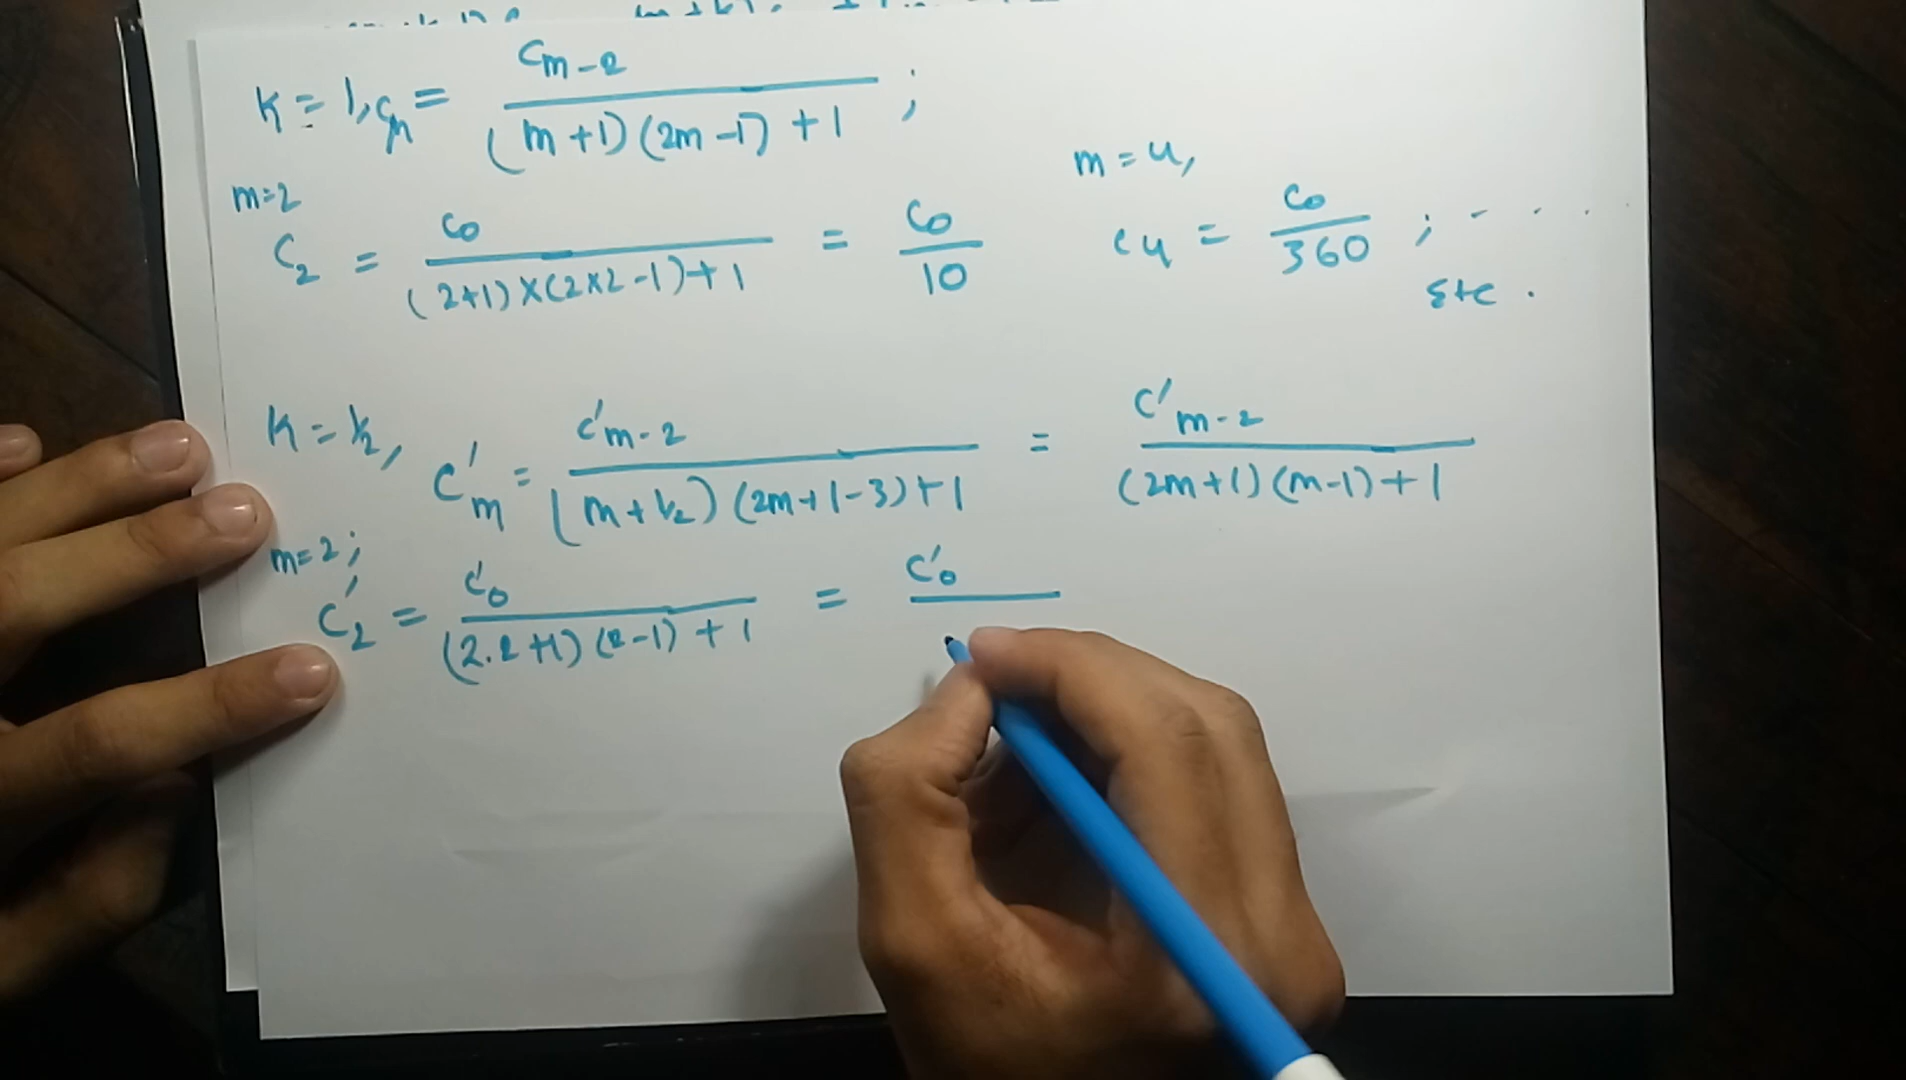 K = 1, Cm = Cm-2 / (m+1)(2m-1)+1 ;
m=2
C2 = C0 / (2+1)×(2×2-1)+1 = C0 / 10
m = 4,
C4 = C0 / 360 ; - . . .
Etc .
K = 1/2, C'm = C'm-2 / (m+1/2)(2m+1-3)+1 = C'm-2 / (2m+1)(m-1)+1
m=2;
C'2 = C'0 / (2.2+1)(2-1)+1 = C'0